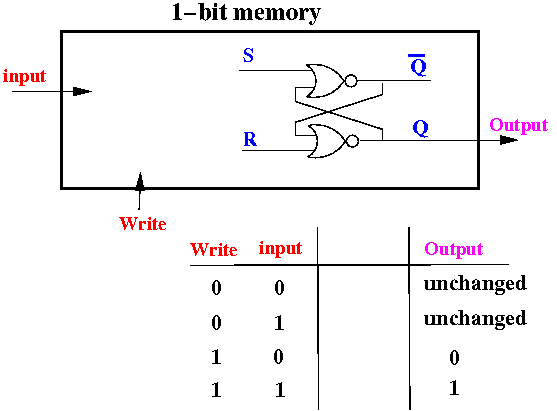 1−bit memory
S
Q
input
Q
Output
R
Write
Write input Output
0 0 unchanged
0 1 unchanged
1 0 0
1 1 1